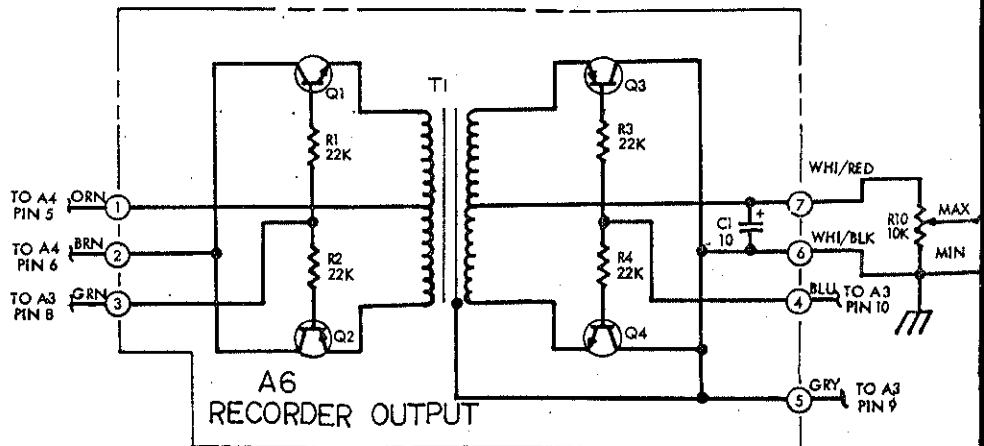 Q1
T1
Q3
R1
22K
R3
22K
WHI/RED
TO A4
PIN 5
ORN
1
7
C1
10
+
R10
10K
MAX
TO A4
PIN 6
BRN
2
R2
22K
R4
22K
6
WHI/BLK
MIN
TO A3
PIN 8
GRN
3
4
BLU
TO A3
PIN 10
Q2
Q4
A6
RECORDER OUTPUT
5
GRY
TO A3
PIN 9